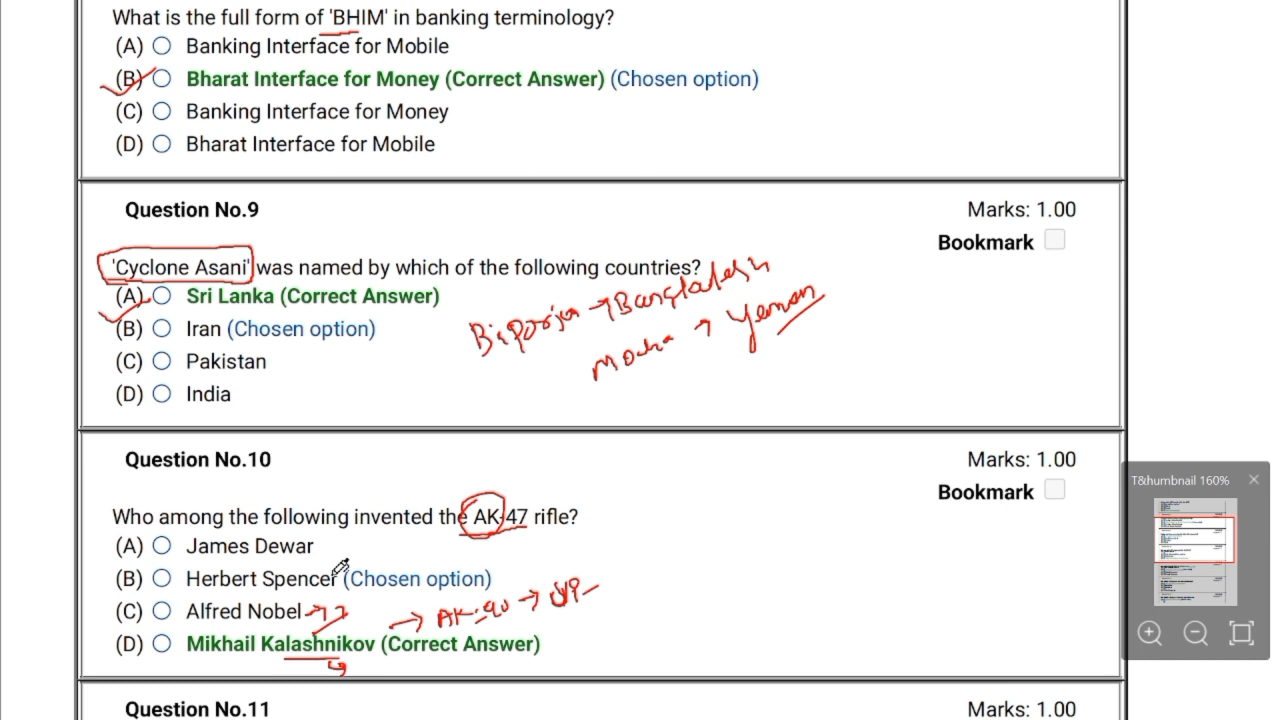 What is the full form of 'BHIM' in banking terminology?
(A) Banking Interface for Mobile
(B) Bharat Interface for Money (Correct Answer) (Chosen option)
(C) Banking Interface for Money
(D) Bharat Interface for Mobile
Question No.9 Marks: 1.00
Bookmark
'Cyclone Asani' was named by which of the following countries?
(A) Sri Lanka (Correct Answer)
(B) Iran (Chosen option)
(C) Pakistan
(D) India
→ Bangladesh
Mocha → Yemen
Question No.10 Marks: 1.00
Bookmark
Who among the following invented the AK-47 rifle?
(A) James Dewar
(B) Herbert Spencer (Chosen option)
(C) Alfred Nobel
(D) Mikhail Kalashnikov (Correct Answer)
Question No.11 Marks: 1.00
T&humbnail 160%